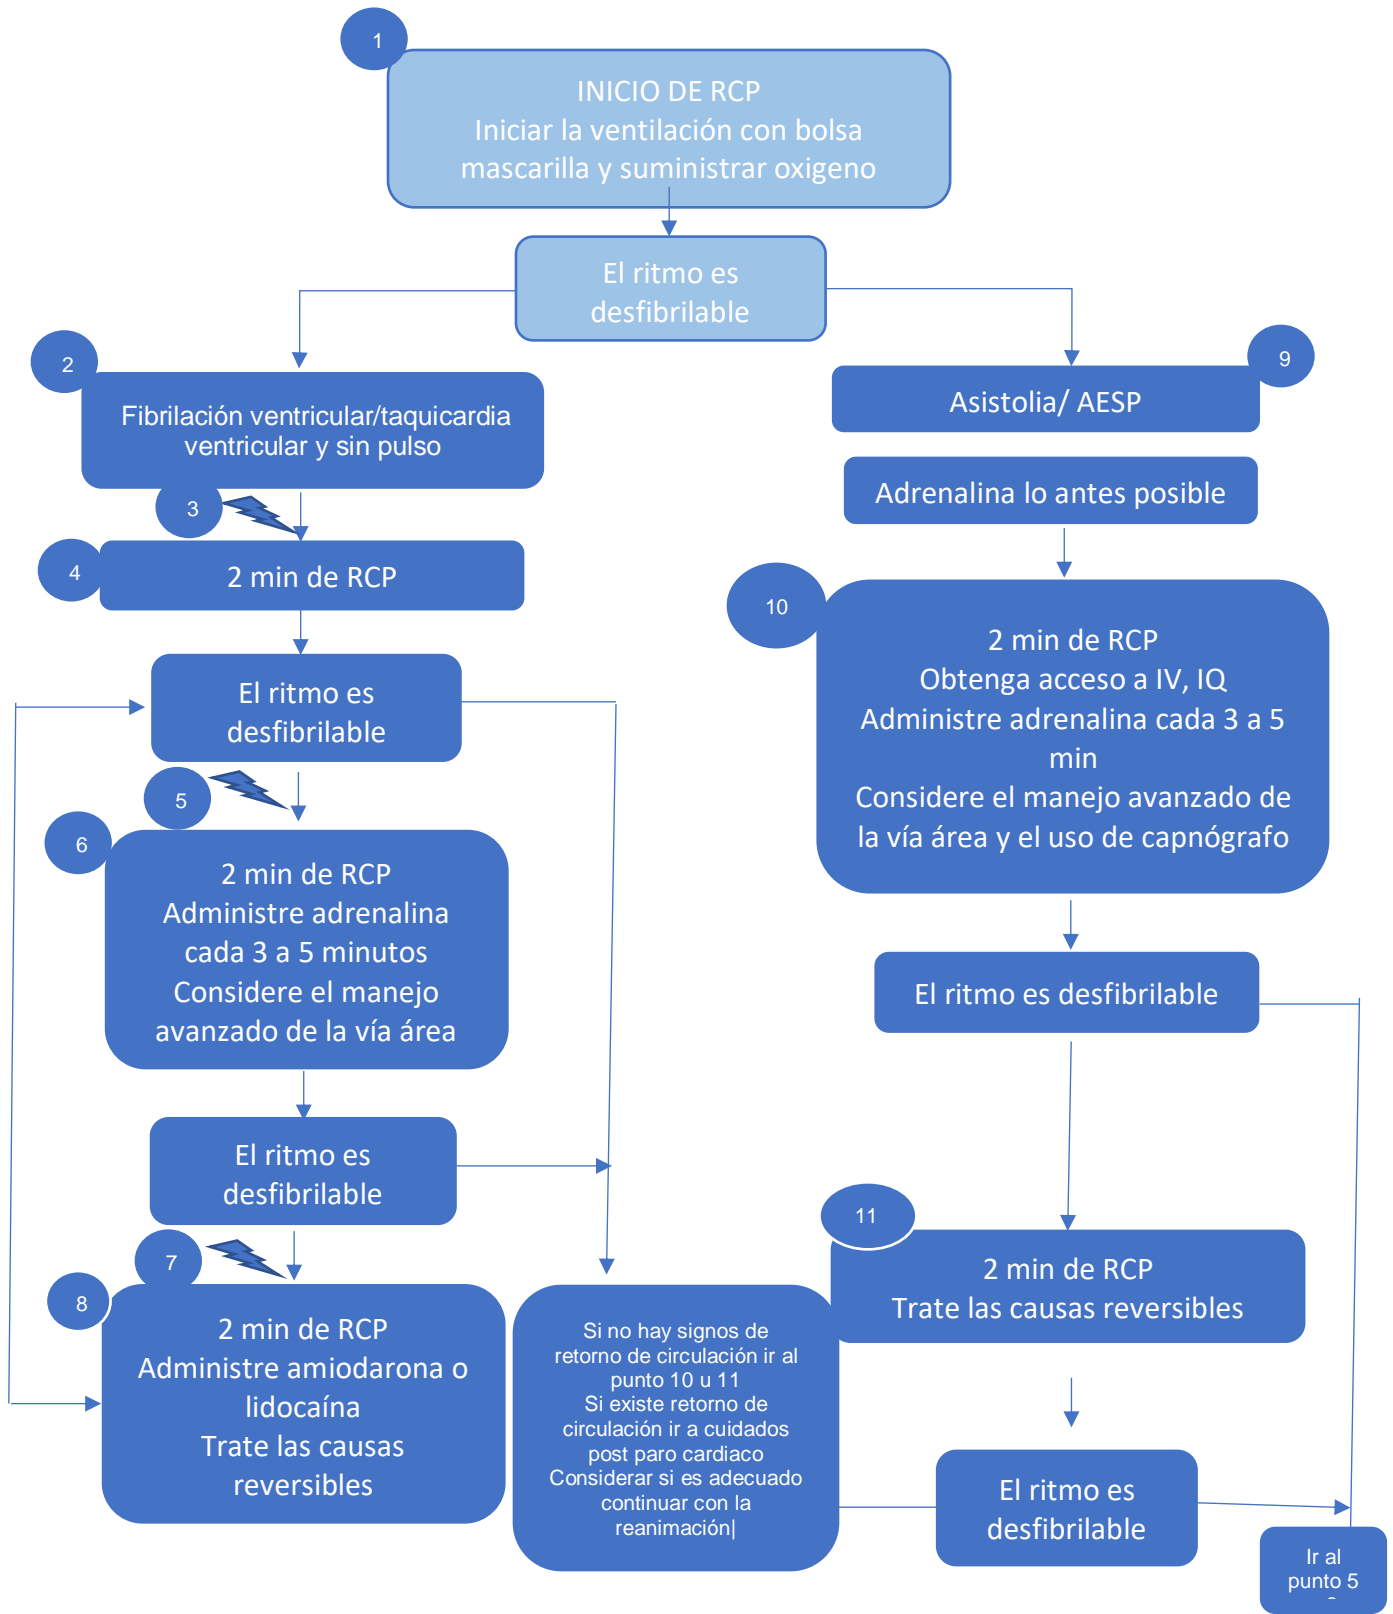 1
INICIO DE RCP
Iniciar la ventilación con bolsa
mascarilla y suministrar oxigeno
El ritmo es
desfibrilable
2
Fibrilación ventricular/taquicardia
ventricular y sin pulso
3
4
2 min de RCP
El ritmo es
desfibrilable
5
6
2 min de RCP
Administre adrenalina
cada 3 a 5 minutos
Considere el manejo
avanzado de la vía área
El ritmo es
desfibrilable
7
8
2 min de RCP
Administre amiodarona o
lidocaína
Trate las causas
reversibles
Si no hay signos de
retorno de circulación ir al
punto 10 u 11
Si existe retorno de
circulación ir a cuidados
post paro cardiaco
Considerar si es adecuado
continuar con la
reanimación|
9
Asistolia/ AESP
Adrenalina lo antes posible
10
2 min de RCP
Obtenga acceso a IV, IQ
Administre adrenalina cada 3 a 5
min
Considere el manejo avanzado de
la vía área y el uso de capnógrafo
El ritmo es desfibrilable
11
2 min de RCP
Trate las causas reversibles
El ritmo es
desfibrilable
Ir al
punto 5